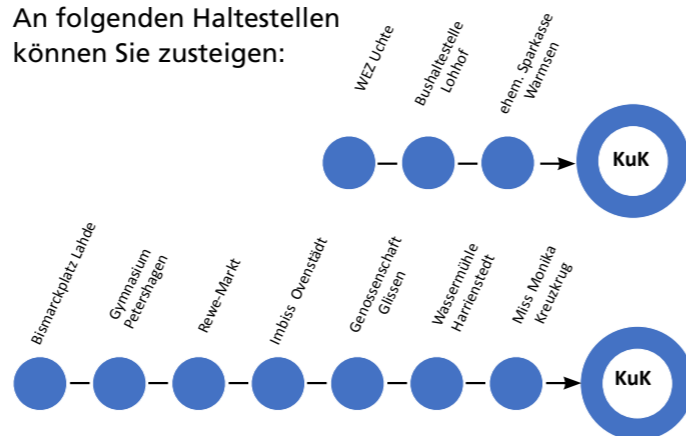 An folgenden Haltestellen
können Sie zusteigen:
WEZ Uchte
Bushaltestelle
Lohhof
ehem. Sparkasse
Warmsen
KuK
Bismarckplatz Lahde
Gymnasium
Petershagen
Rewe-Markt
Imbiss Ovenstädt
Genossenschaft
Glissen
Wassermühle
Harrienstedt
Miss Monika
Kreuzkrug
KuK